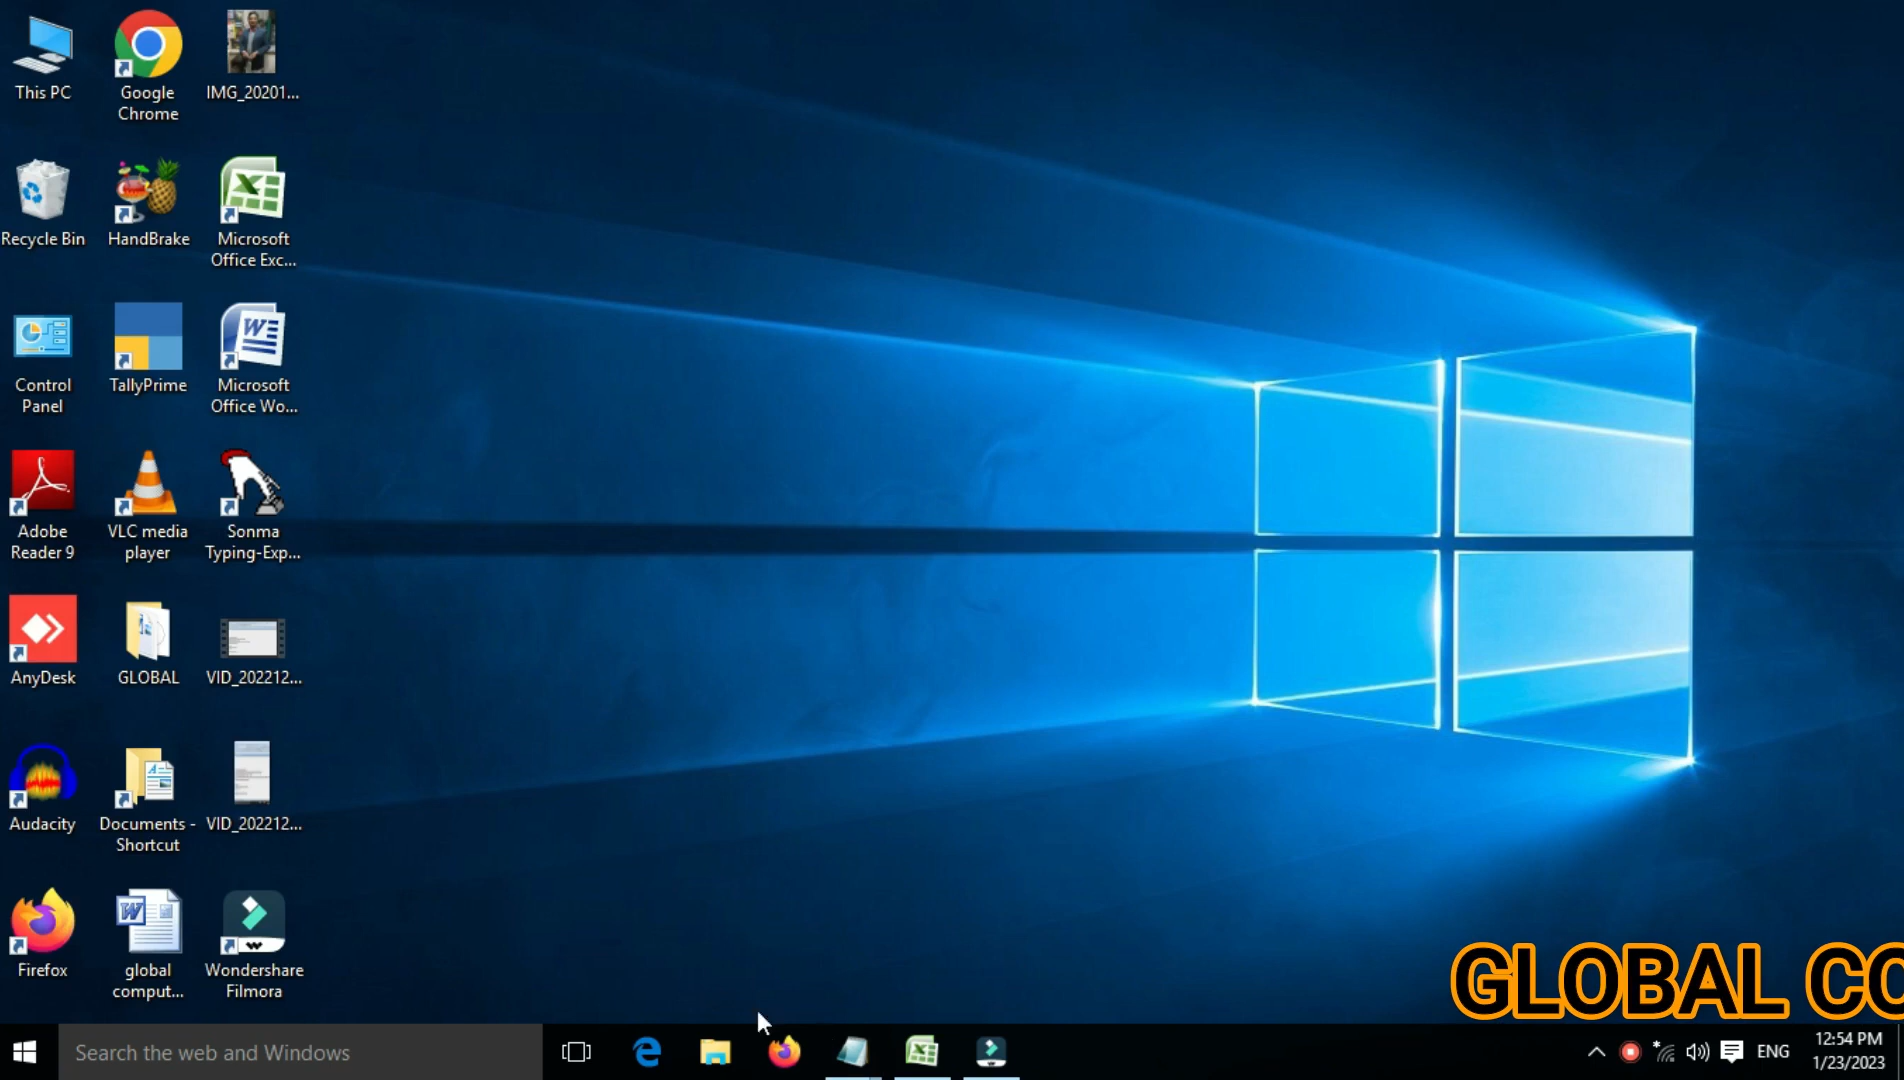 This PC
Google
Chrome
IMG_20201...
Recycle Bin
HandBrake
Microsoft
Office Exc...
Control
Panel
TallyPrime
Microsoft
Office Wo...
Adobe
Reader 9
VLC media
player
Sonma
Typing-Exp...
AnyDesk
GLOBAL
VID_202212...
Audacity
Documents -
Shortcut
VID_202212...
Firefox
global
comput...
Wondershare
Filmora
GLOBAL CO
Search the web and Windows
ENG
12:54 PM
1/23/2023